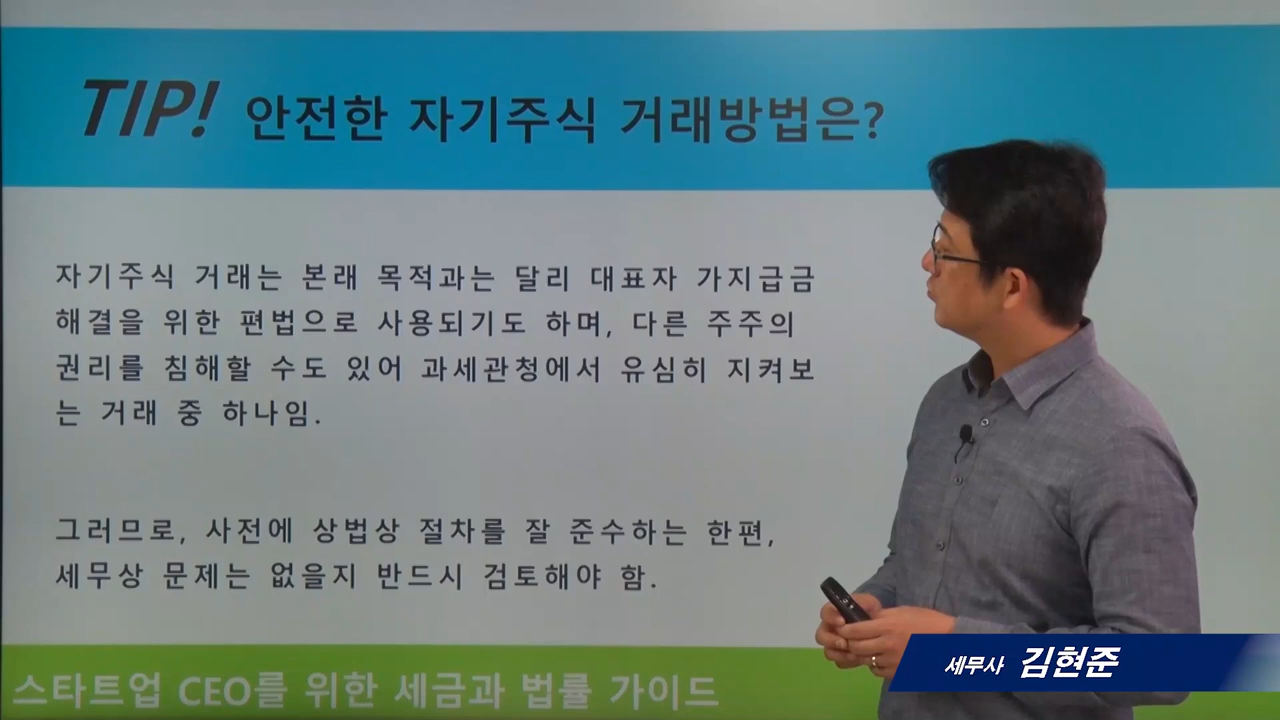 TIP! 안전한 자기주식 거래방법은?
자기주식 거래는 본래 목적과는 달리 대표자 가지급금
해결을 위한 편법으로 사용되기도 하며, 다른 주주의
권리를 침해할 수도 있어 과세관청에서 유심히 지켜보
는 거래 중 하나임.
그러므로, 사전에 상법상 절차를 잘 준수하는 한편,
세무상 문제는 없을지 반드시 검토해야 함.
세무사 김현준
스타트업 CEO를 위한 세금과 법률 가이드